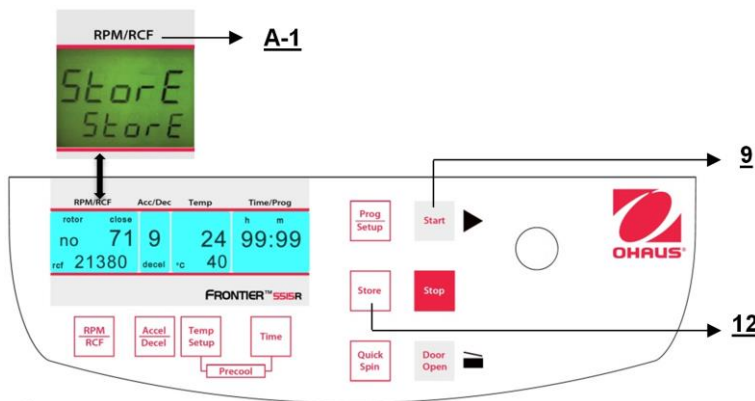 RPM/RCF
A-1
StorE
StorE
9
RPM/RCF Acc/Dec Temp Time/Prog
rotor close h m
no 71 9 24 99:99
rcf 21380 decel °C 40
FRONTIER™ 5515R
RPM
RCF
Accel
Decel
Temp
Setup
Time
Precool
Prog
Setup
Start
Store
Stop
12
Quick
Spin
Door
Open
OHAUS®